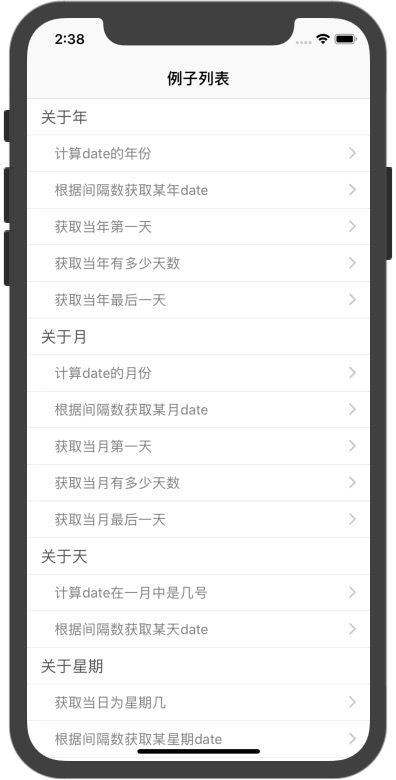 2:38
例子列表
关于年
计算date的年份
根据间隔数获取某年date
获取当年第一天
获取当年有多少天数
获取当年最后一天
关于月
计算date的月份
根据间隔数获取某月date
获取当月第一天
获取当月有多少天数
获取当月最后一天
关于天
计算date在一月中是几号
根据间隔数获取某天date
关于星期
获取当日为星期几
根据间隔数获取某星期date